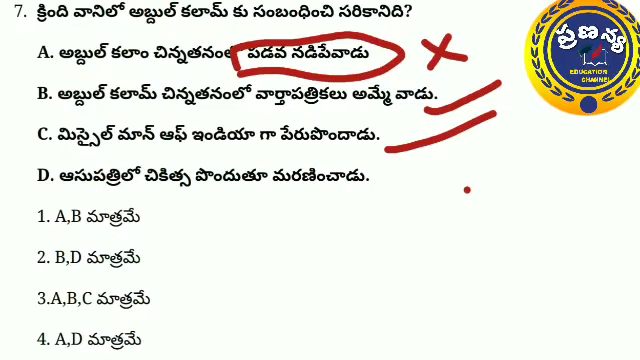 7. క్రింది వానిలో అబ్దుల్ కలామ్ కు సంబంధించి సరికానిది?
A. అబ్దుల్ కలాం చిన్నతనంలో పడవ నడిపేవాడు
B. అబ్దుల్ కలామ్ చిన్నతనంలో వార్తాపత్రికలు అమ్మే వాడు.
C. మిస్సైల్ మాన్ ఆఫ్ ఇండియా గా పేరుపొందాడు.
D. ఆసుపత్రిలో చికిత్స పొందుతూ మరణించాడు.
1. A,B మాత్రమే
2. B,D మాత్రమే
3.A,B,C మాత్రమే
4. A,D మాత్రమే
ప్రణన్య
EDUCATION
CHANNEL